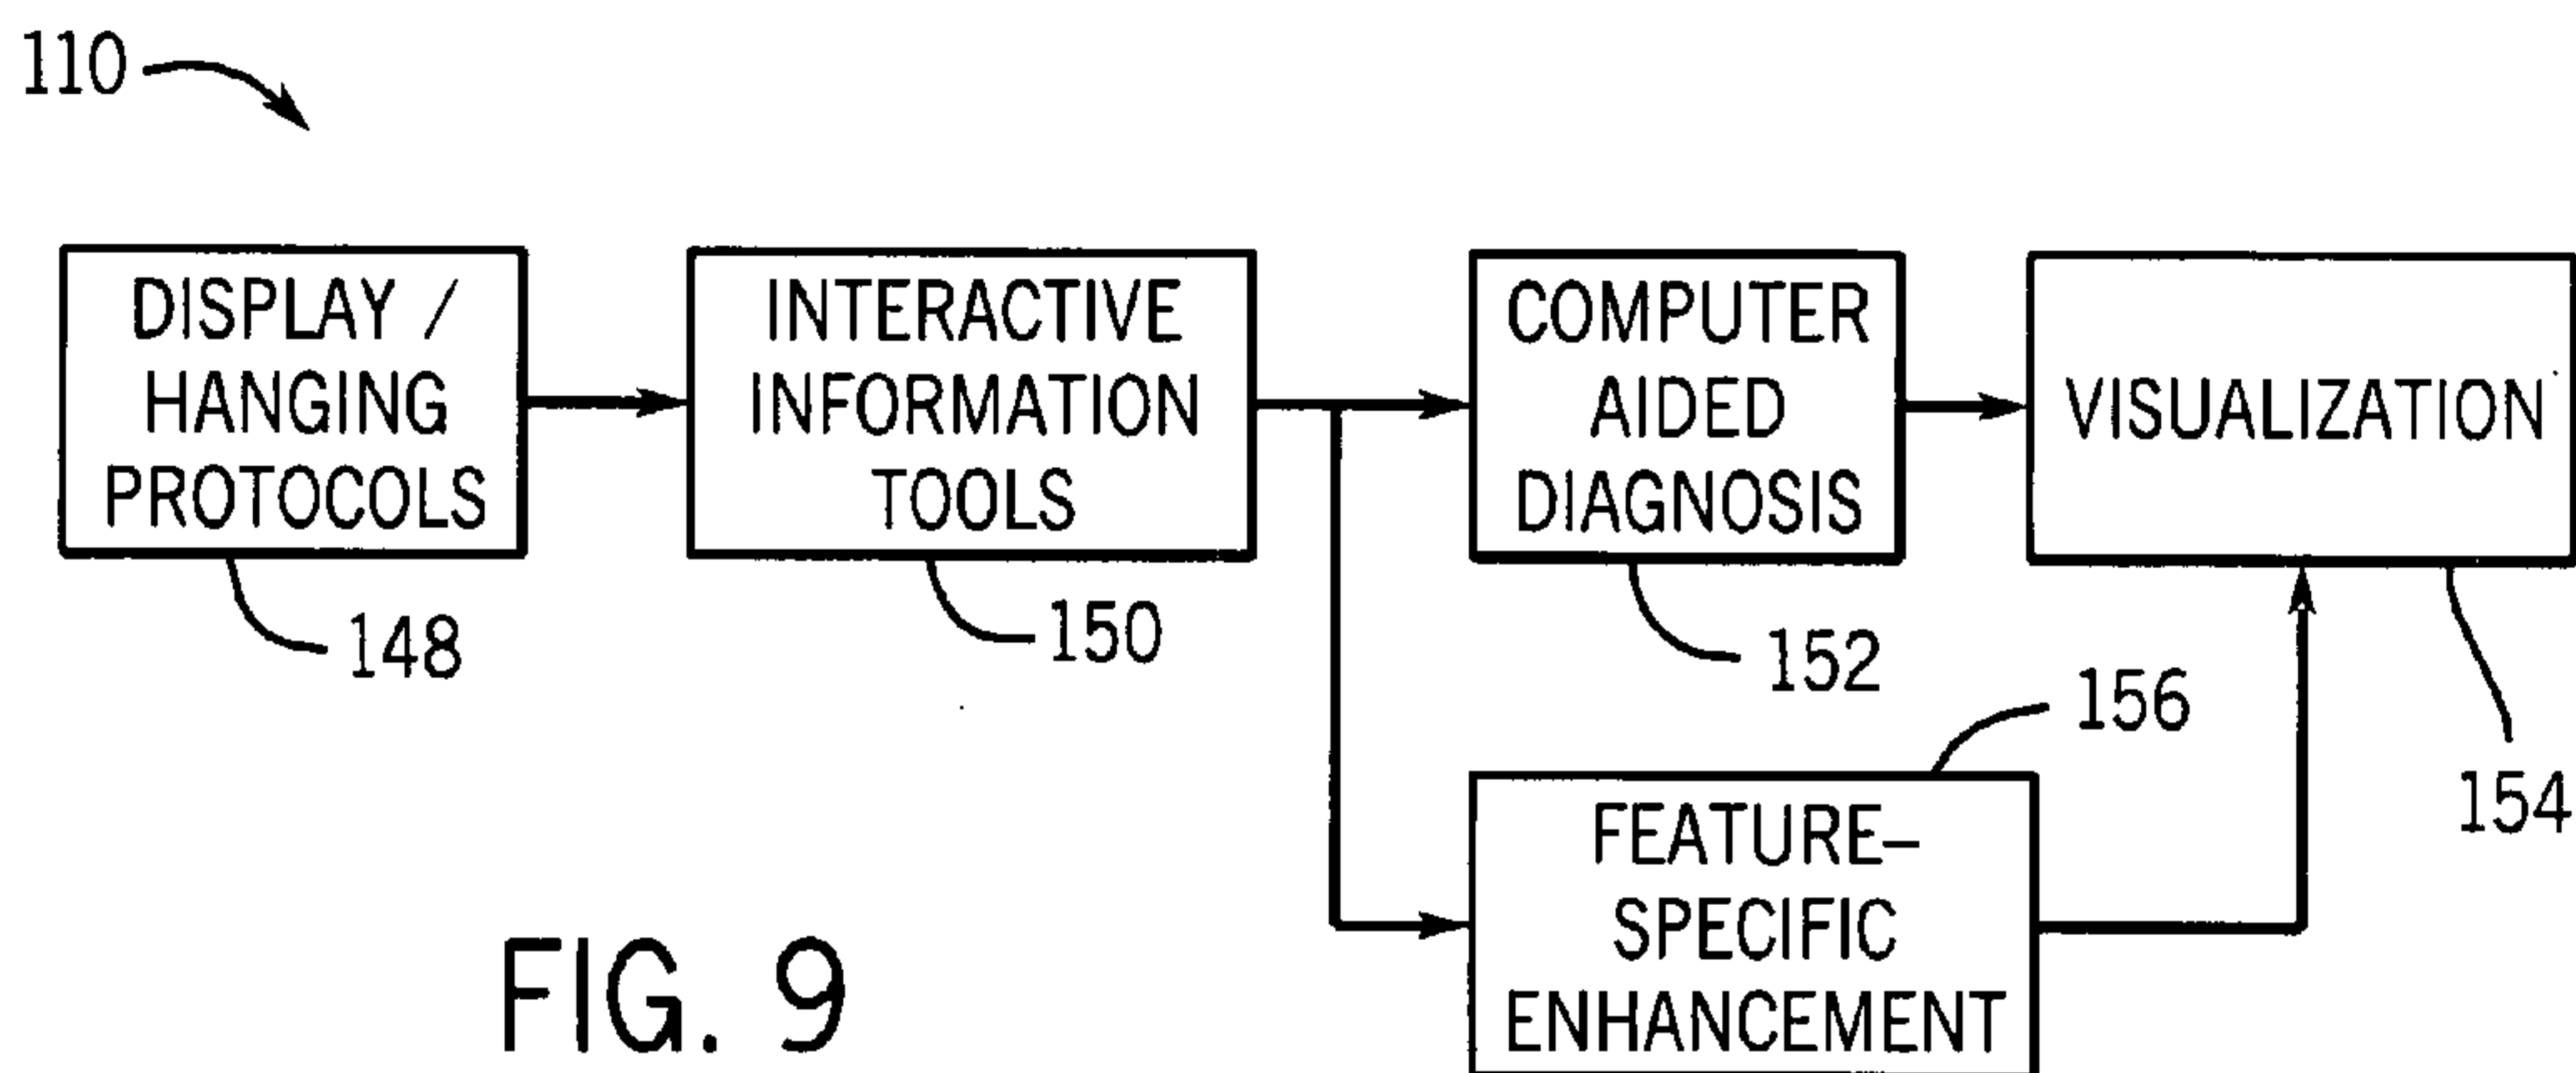 110
DISPLAY /
HANGING
PROTOCOLS
148
INTERACTIVE
INFORMATION
TOOLS
150
COMPUTER
AIDED
DIAGNOSIS
152
VISUALIZATION
154
156
FEATURE–
SPECIFIC
ENHANCEMENT
FIG. 9